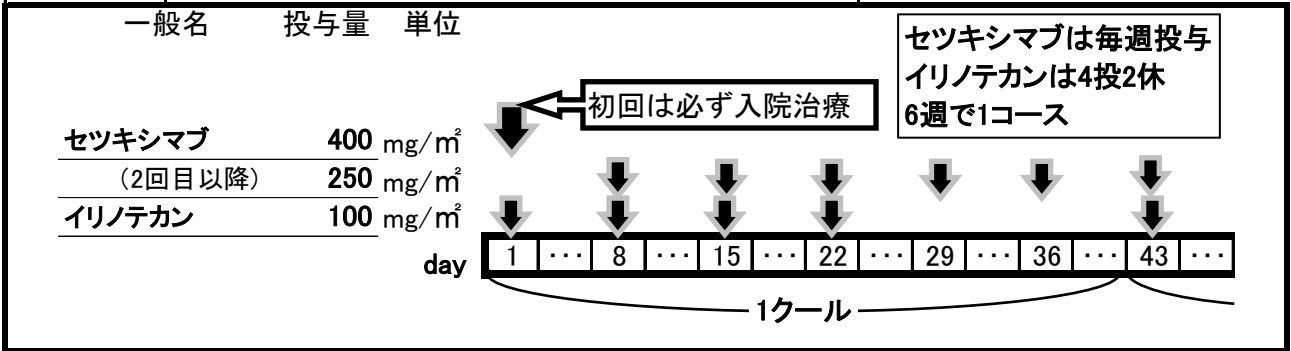 一般名 投与量 単位
セツキシマブは毎週投与
イリノテカンは4投2休
6週で1コース
初回は必ず入院治療
セツキシマブ 400 mg/㎡
(2回目以降) 250 mg/㎡
イリノテカン 100 mg/㎡
day 1 ・・・ 8 ・・・ 15 ・・・ 22 ・・・ 29 ・・・ 36 ・・・ 43 ・・・
1クール